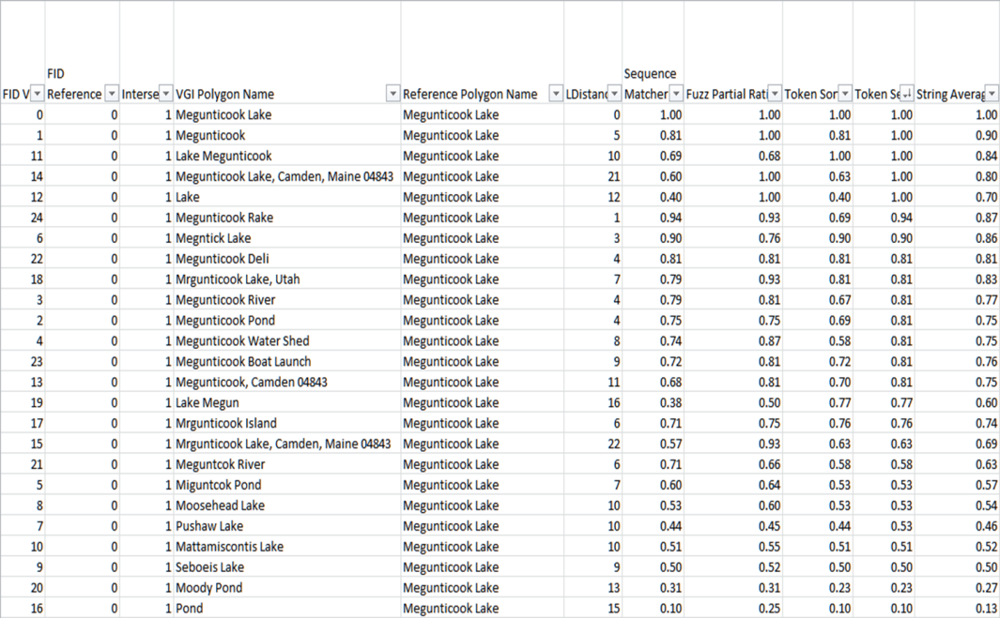 FID Sequence
FID V Reference Interse VGI Polygon Name Reference Polygon Name LDistanc Matcher Fuzz Partial Rati Token Sor Token Se String Averag
0 0 1 Megunticook Lake Megunticook Lake 0 1.00 1.00 1.00 1.00 1.00
1 0 1 Megunticook Megunticook Lake 5 0.81 1.00 0.81 1.00 0.90
11 0 1 Lake Megunticook Megunticook Lake 10 0.69 0.68 1.00 1.00 0.84
14 0 1 Megunticook Lake, Camden, Maine 04843 Megunticook Lake 21 0.60 1.00 0.63 1.00 0.80
12 0 1 Lake Megunticook Lake 12 0.40 1.00 0.40 1.00 0.70
24 0 1 Megunticook Rake Megunticook Lake 1 0.94 0.93 0.69 0.94 0.87
6 0 1 Megntick Lake Megunticook Lake 3 0.90 0.76 0.90 0.90 0.86
22 0 1 Megunticook Deli Megunticook Lake 4 0.81 0.81 0.81 0.81 0.81
18 0 1 Mrgunticook Lake, Utah Megunticook Lake 7 0.79 0.93 0.81 0.81 0.83
3 0 1 Megunticook River Megunticook Lake 4 0.79 0.81 0.67 0.81 0.77
2 0 1 Megunticook Pond Megunticook Lake 4 0.75 0.75 0.69 0.81 0.75
4 0 1 Megunticook Water Shed Megunticook Lake 8 0.74 0.87 0.58 0.81 0.75
23 0 1 Megunticook Boat Launch Megunticook Lake 9 0.72 0.81 0.72 0.81 0.76
13 0 1 Megunticook, Camden 04843 Megunticook Lake 11 0.68 0.81 0.70 0.81 0.75
19 0 1 Lake Megun Megunticook Lake 16 0.38 0.50 0.77 0.77 0.60
17 0 1 Mrgunticook Island Megunticook Lake 6 0.71 0.75 0.76 0.76 0.74
15 0 1 Mrgunticook Lake, Camden, Maine 04843 Megunticook Lake 22 0.57 0.93 0.63 0.63 0.69
21 0 1 Meguntcok River Megunticook Lake 6 0.71 0.66 0.58 0.58 0.63
5 0 1 Miguntcok Pond Megunticook Lake 7 0.60 0.64 0.53 0.53 0.57
8 0 1 Moosehead Lake Megunticook Lake 10 0.53 0.60 0.53 0.53 0.54
7 0 1 Pushaw Lake Megunticook Lake 10 0.44 0.45 0.44 0.53 0.46
10 0 1 Mattamiscontis Lake Megunticook Lake 10 0.51 0.55 0.51 0.51 0.52
9 0 1 Seboeis Lake Megunticook Lake 9 0.50 0.52 0.50 0.50 0.50
20 0 1 Moody Pond Megunticook Lake 13 0.31 0.31 0.23 0.23 0.27
16 0 1 Pond Megunticook Lake 15 0.10 0.25 0.10 0.10 0.13